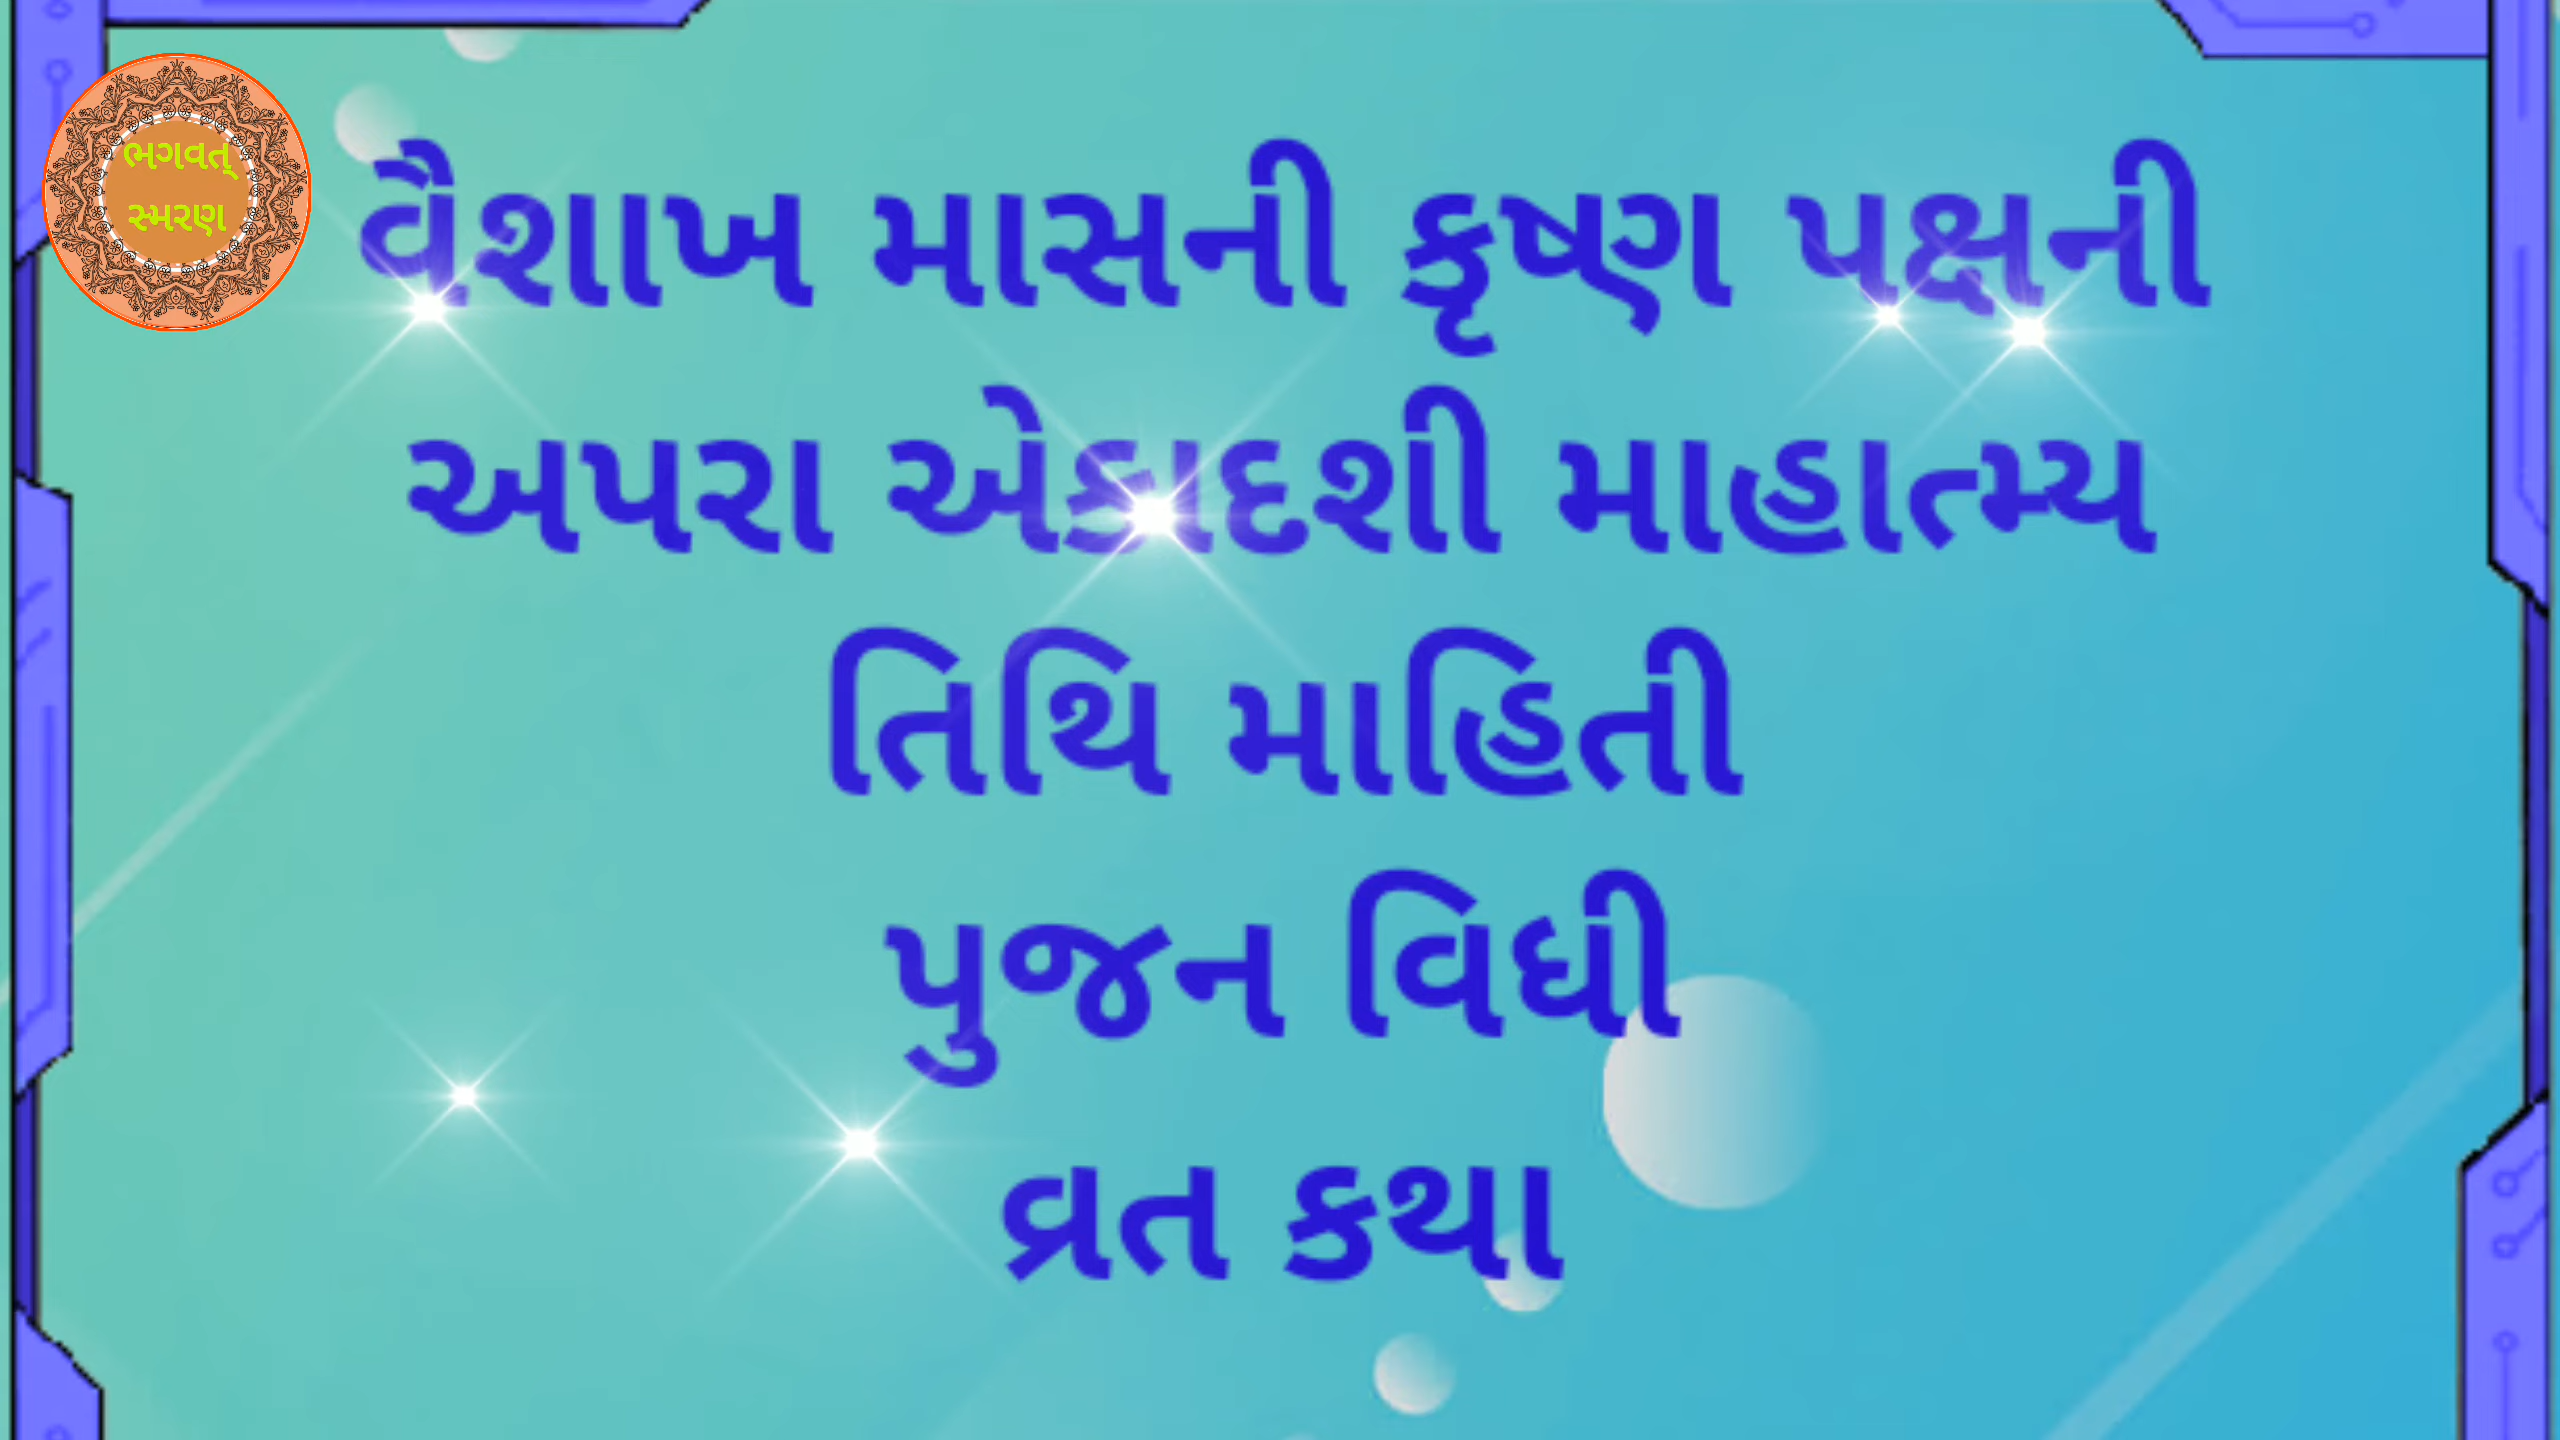 ભગવત્
સ્મરણ
વૈશાખ માસની કૃષ્ણ પક્ષની
અપરા એકાદશી માહાત્મ્ય
તિથિ માહિતી
પુજન વિધી
વ્રત કથા